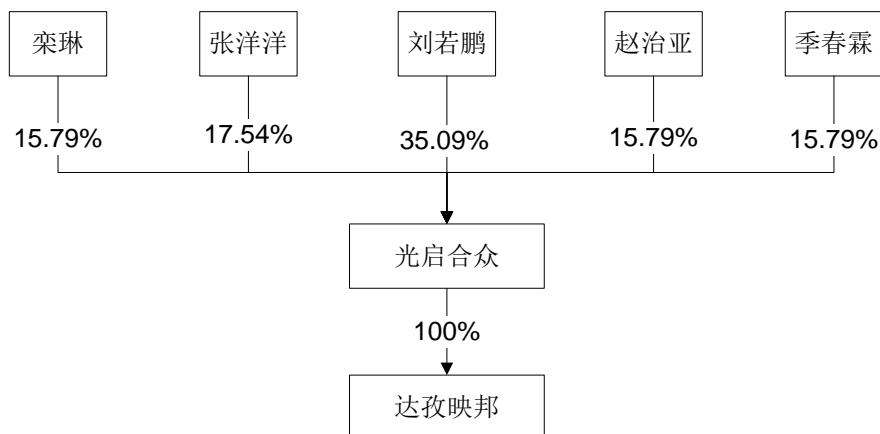 栾琳
张洋洋
刘若鹏
赵治亚
季春霖
15.79%
17.54%
35.09%
15.79%
15.79%
光启合众
100%
达孜映邦